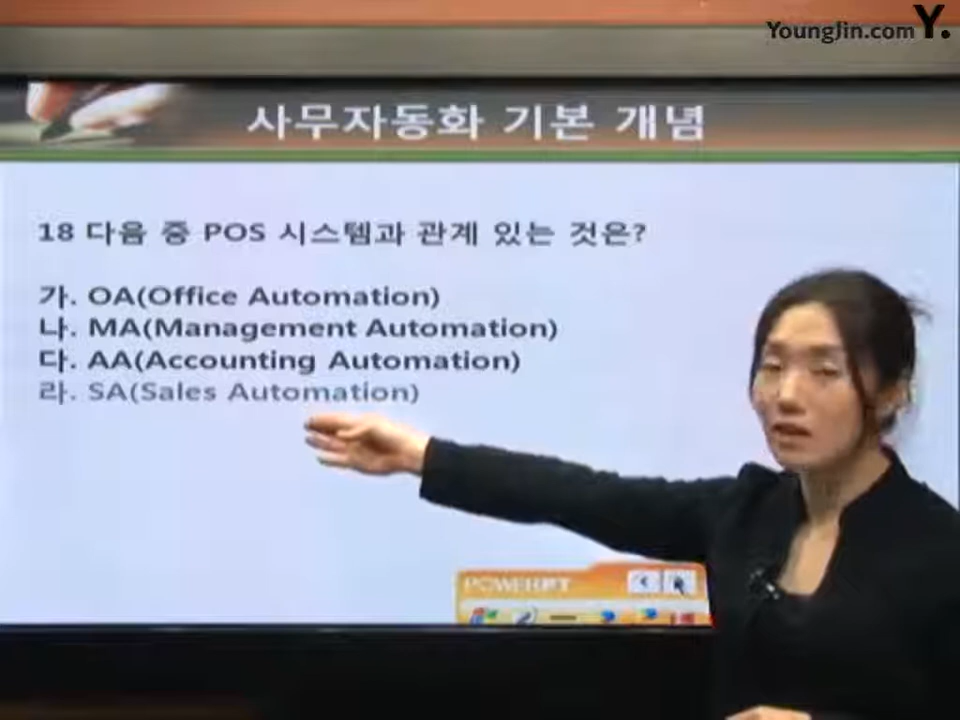 YoungJin.com Y.
사무자동화 기본 개념
18 다음 중 POS 시스템과 관계 있는 것은?
가. OA(Office Automation)
나. MA(Management Automation)
다. AA(Accounting Automation)
라. SA(Sales Automation)
POWERPT